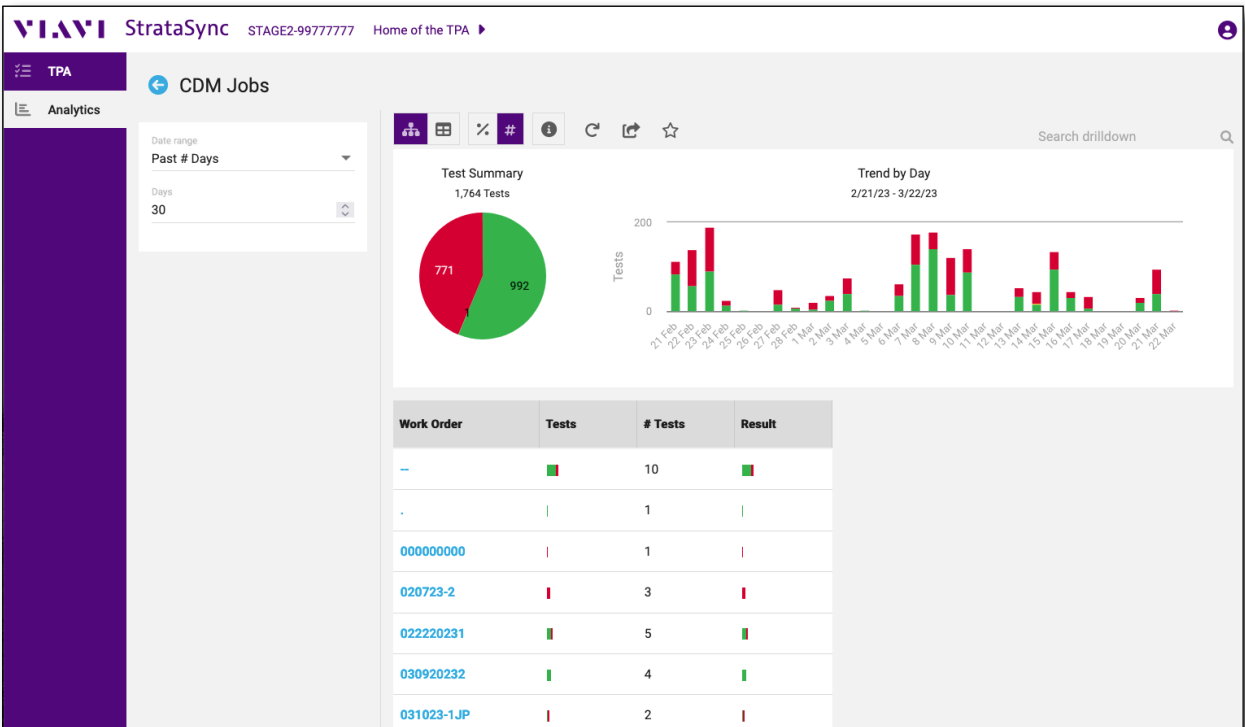 VIAVI StrataSync STAGE2-99777777 Home of the TPA
TPA
Analytics
CDM Jobs
Date range
Past # Days
Days
30
#
Search drilldown
Test Summary
1,764 Tests
771
992
1
Trend by Day
2/21/23 - 3/22/23
200
Tests
0
21 Feb
22 Feb
23 Feb
24 Feb
25 Feb
26 Feb
27 Feb
28 Feb
1 Mar
2 Mar
3 Mar
4 Mar
5 Mar
6 Mar
7 Mar
8 Mar
9 Mar
10 Mar
11 Mar
12 Mar
13 Mar
14 Mar
15 Mar
16 Mar
17 Mar
18 Mar
19 Mar
20 Mar
21 Mar
22 Mar
Work Order Tests # Tests Result
-- 10
. 1
000000000 1
020723-2 3
022220231 5
030920232 4
031023-1JP 2